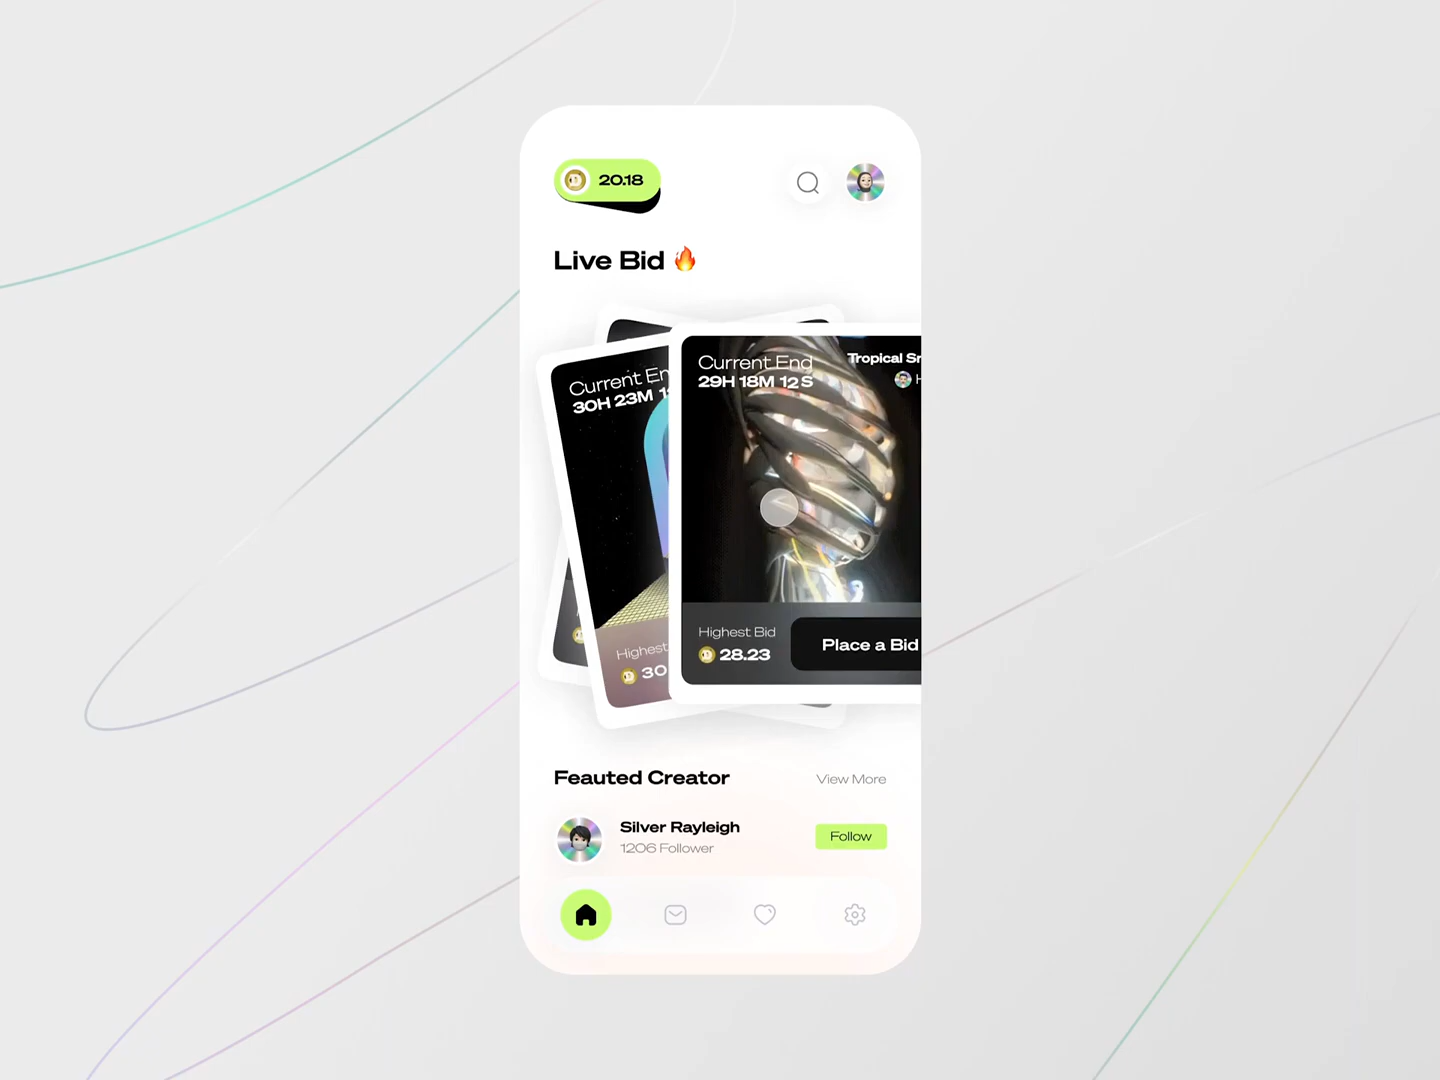 20.18
Live Bid
Current En
30H 23M
Current End
29H 18M 12S
Tropical
Highest
30
Highest Bid
28.23
Place a Bid
Feauted Creator
View More
Silver Rayleigh
1206 Follower
Follow